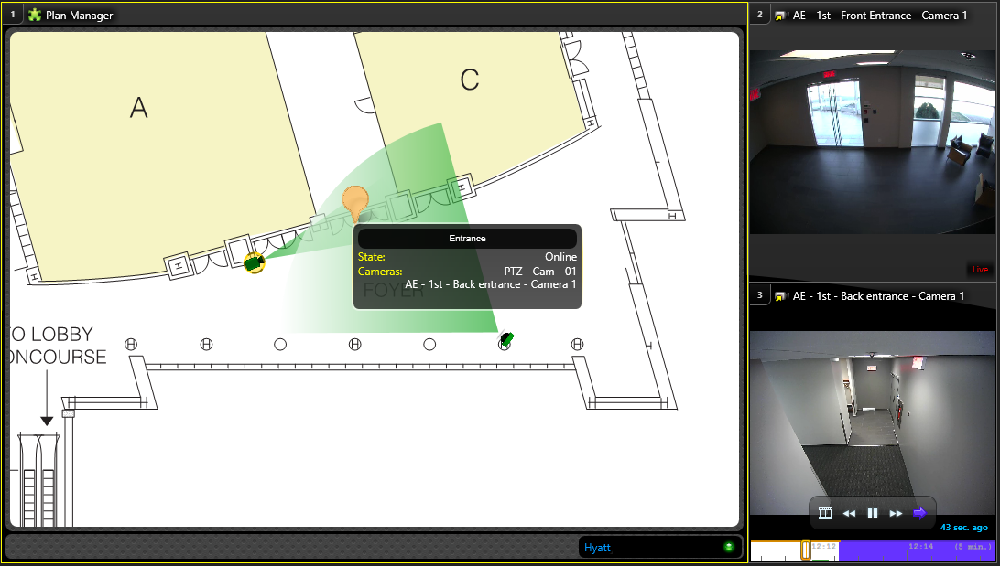 1 Plan Manager
A
C
H
H
H
H
H
Entrance
State: Online
Cameras: PTZ - Cam - 01
AE - 1st - Back entrance - Camera 1
FOYER
TO LOBBY
ONCOURSE
H
H
H
H
Hyatt
2 AE - 1st - Front Entrance - Camera 1
Live
3 AE - 1st - Back entrance - Camera 1
43 sec. ago
12:12 12:14 (5 min.)